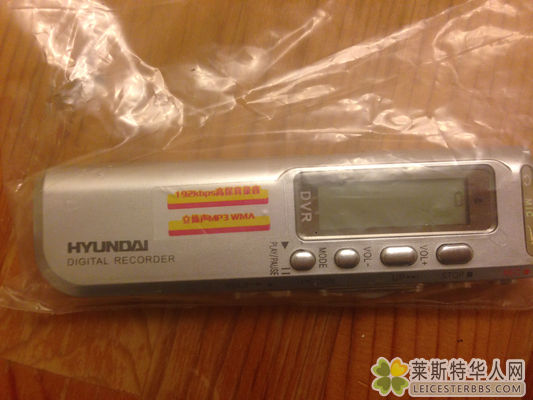 192kbps高保真录音
立体声MP3 WMA
HYUNDAI
DIGITAL RECORDER
DVR
MIC
PLAY/PAUSE
MODE
VOL-
VOL+
STOP
莱斯特华人网
LEICESTERBBS.COM